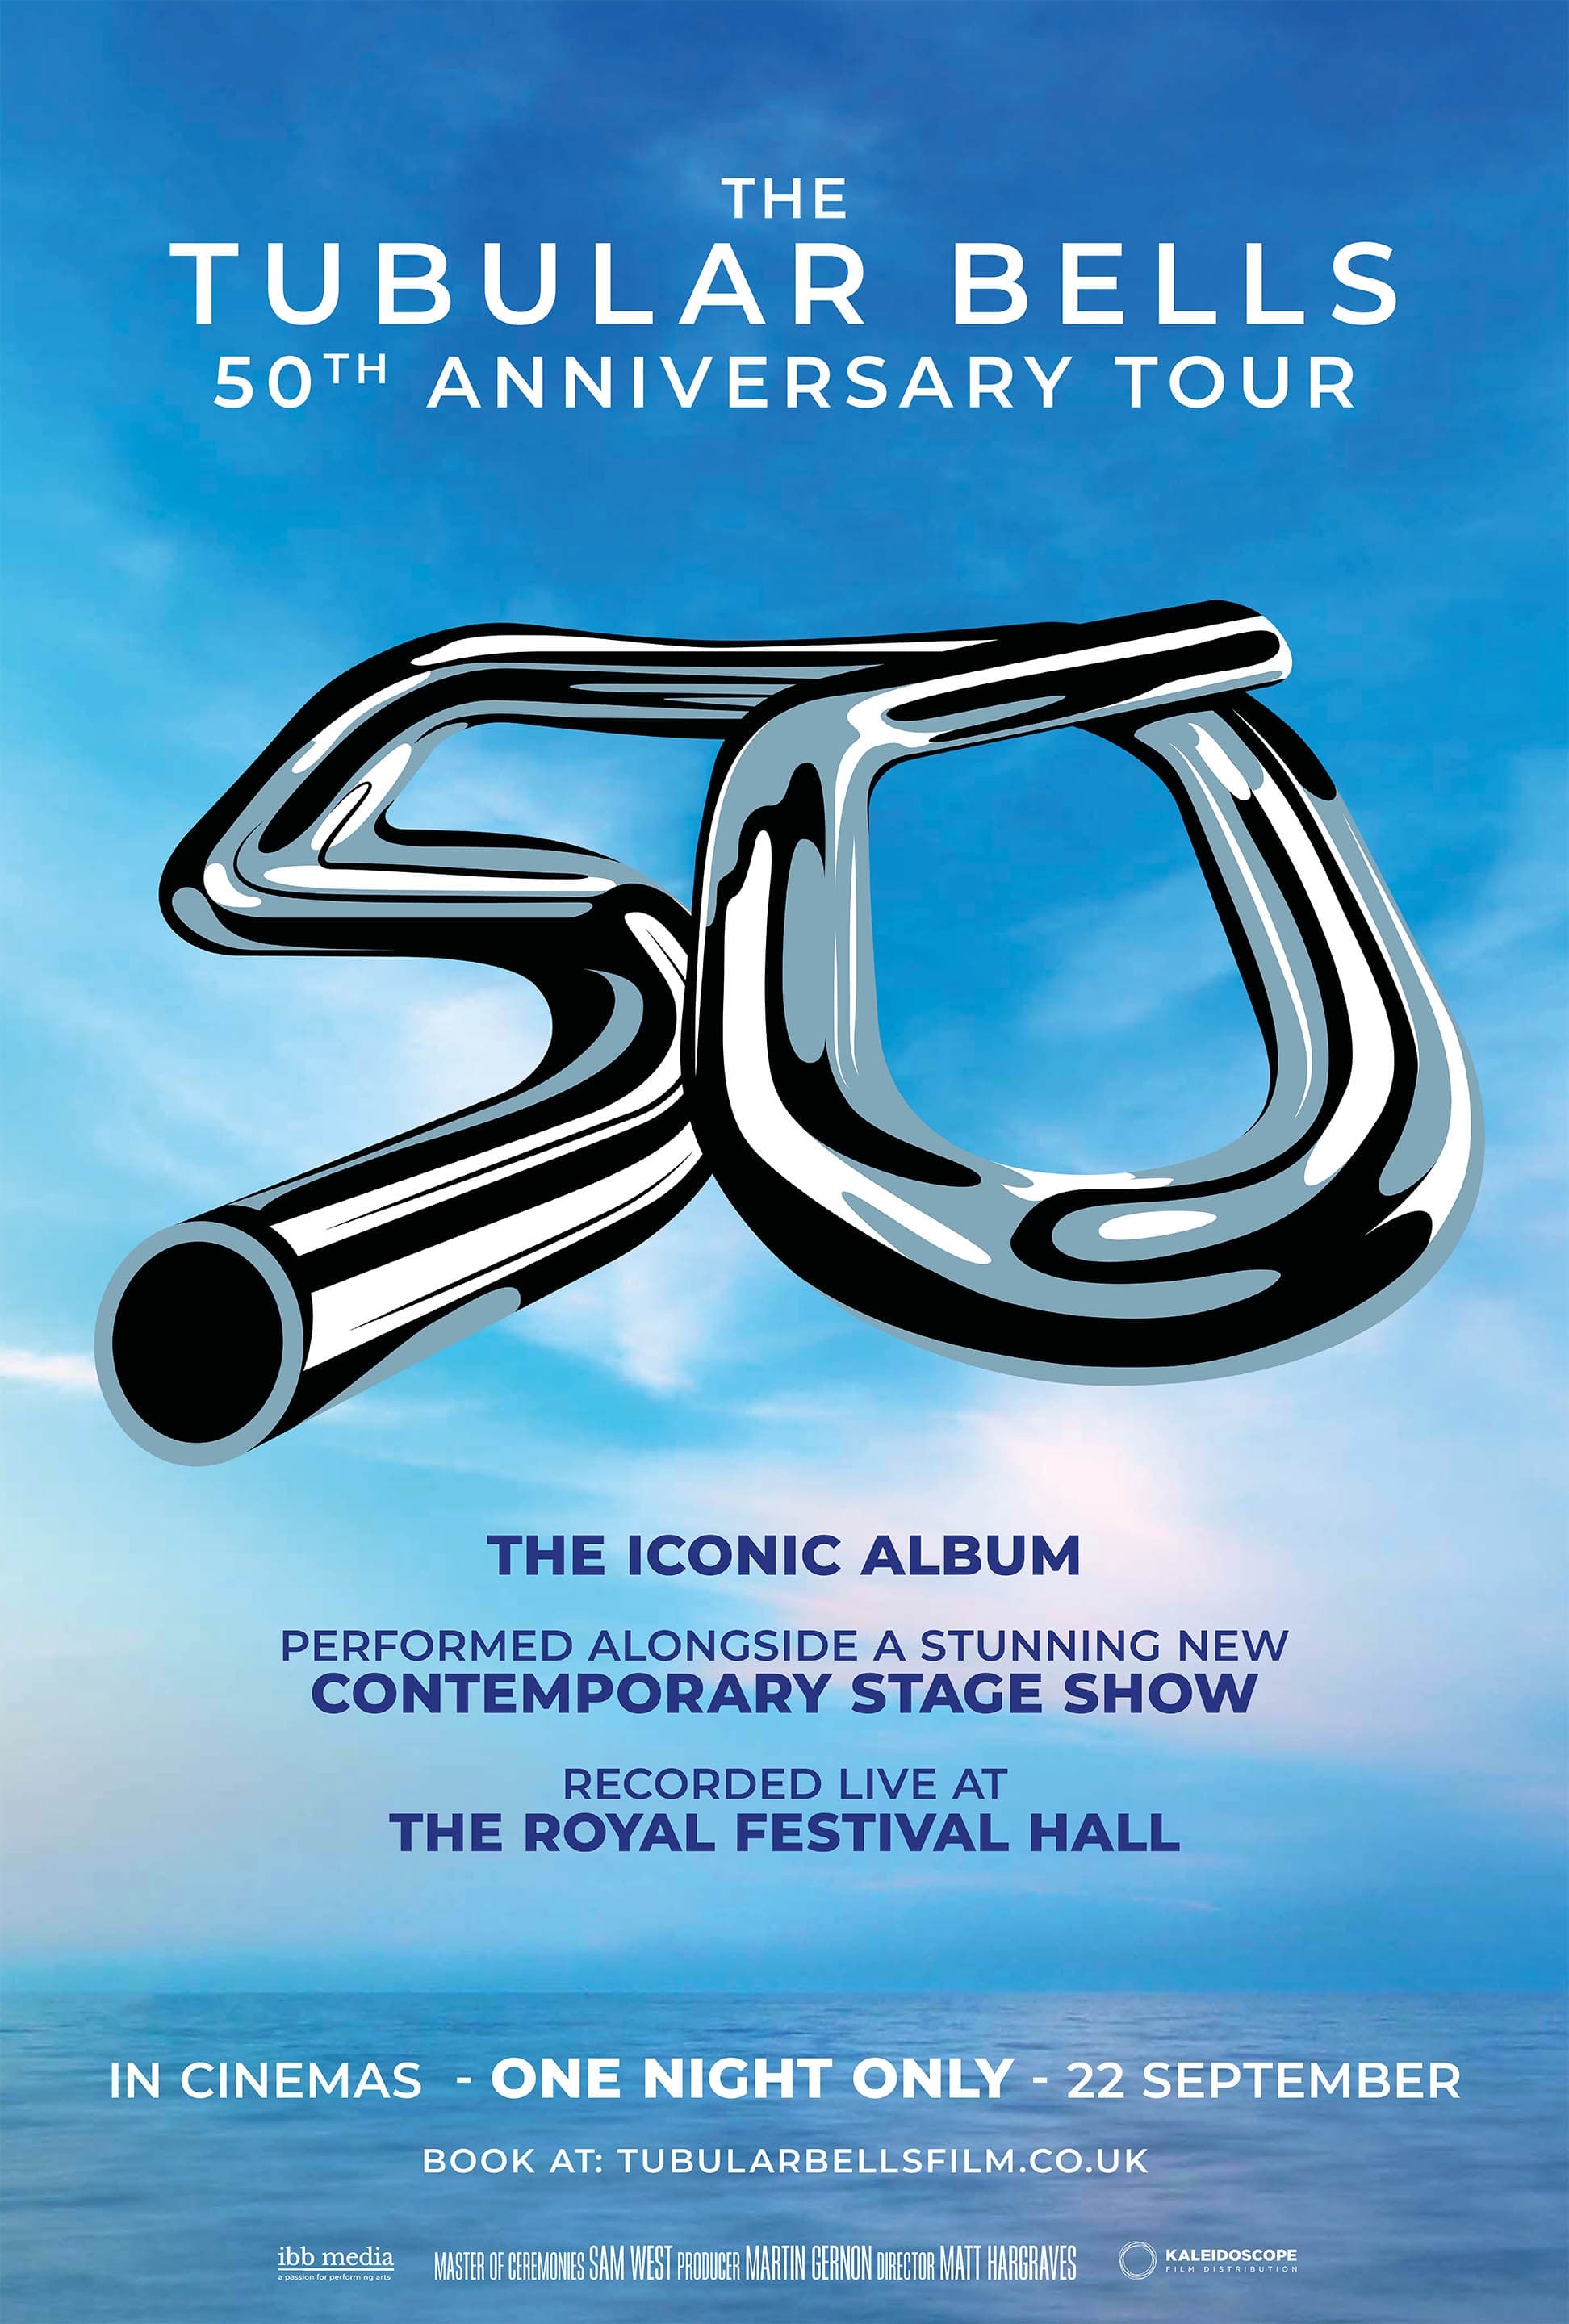 THE
TUBULAR BELLS
50TH ANNIVERSARY TOUR
50
THE ICONIC ALBUM
PERFORMED ALONGSIDE A STUNNING NEW
CONTEMPORARY STAGE SHOW
RECORDED LIVE AT
THE ROYAL FESTIVAL HALL
IN CINEMAS - ONE NIGHT ONLY - 22 SEPTEMBER
BOOK AT: TUBULARBELLSFILM.CO.UK
ibb media
a passion for performing arts
MASTER OF CEREMONIES SAM WEST PRODUCER MARTIN GERNON DIRECTOR MATT HARGRAVES
KALEIDOSCOPE
FILM DISTRIBUTION